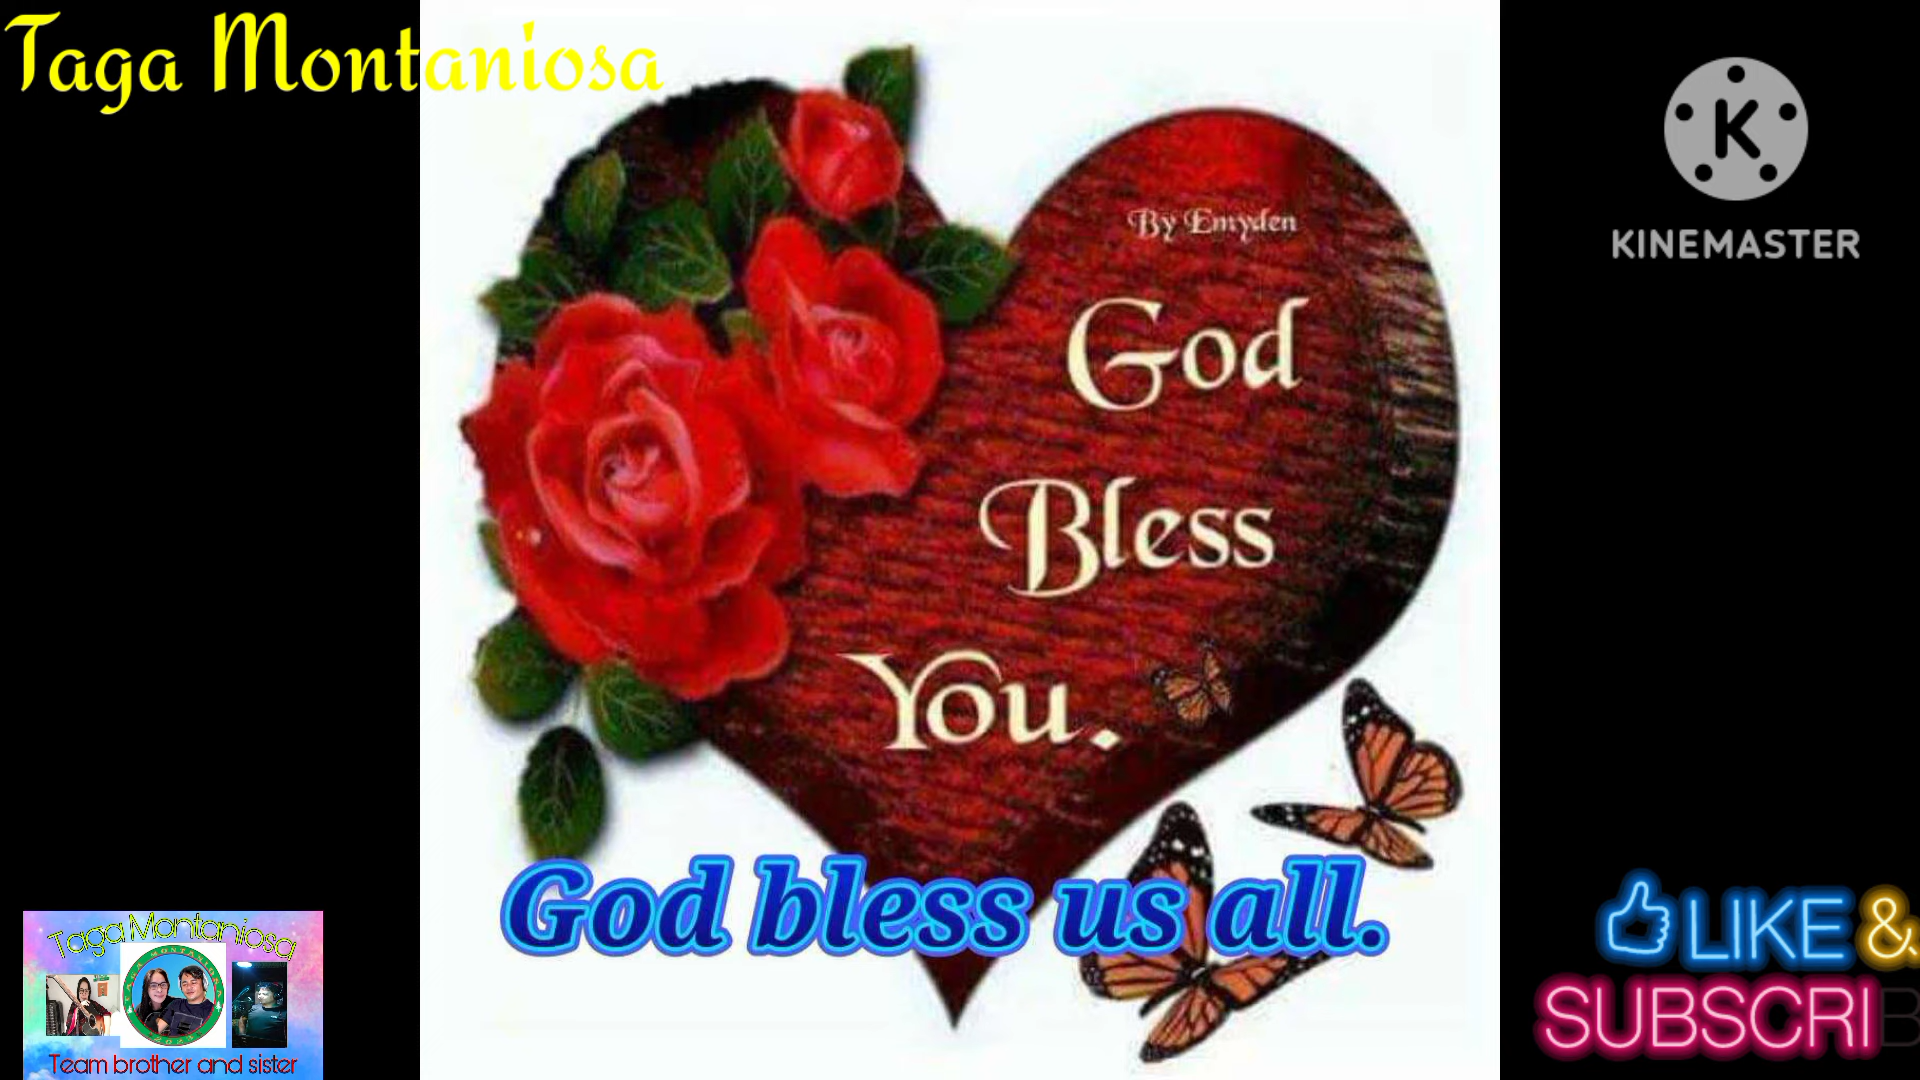 Taga Montaniosa
KINEMASTER
By Emyden
God
Bless
You.
God bless us all.
LIKE &
SUBSCRIB
Taga Montaniosa
Team brother and sister